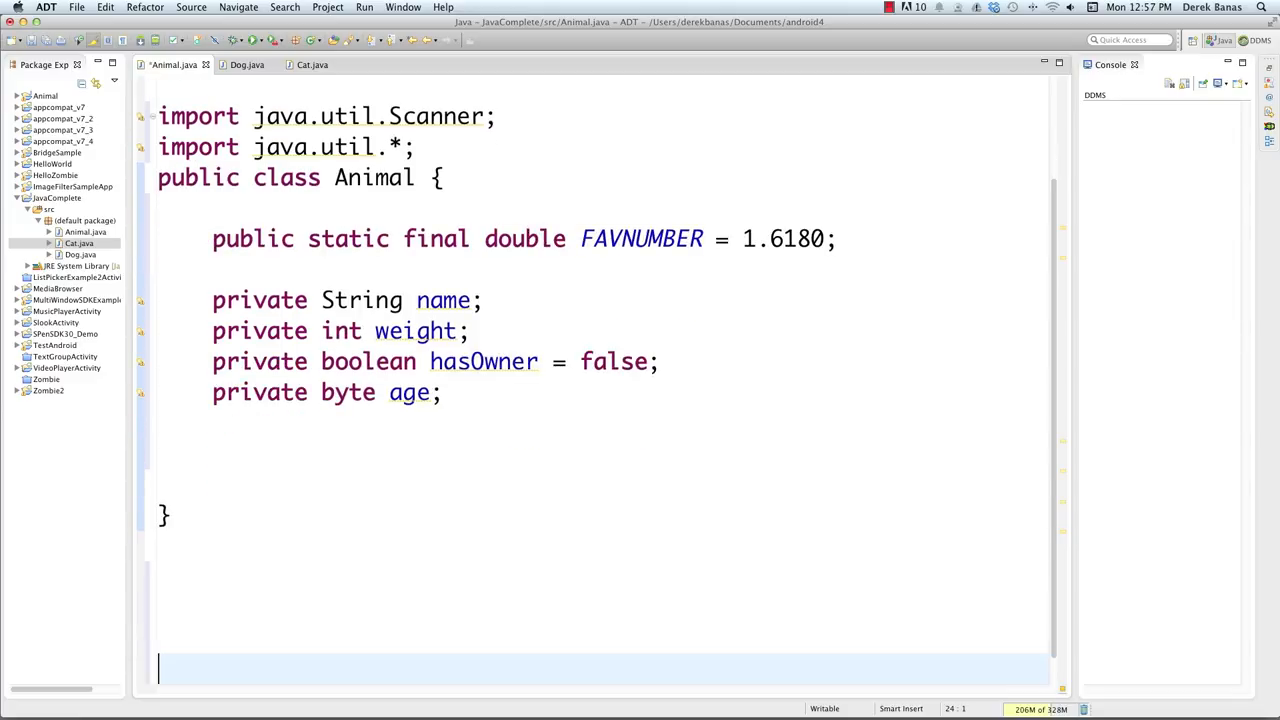 ADT File Edit Refactor Source Navigate Search Project Run Window Help 10 Mon 12:57 PM Derek Banas
Java – JavaComplete/src/Animal.java – ADT – /Users/derekbanas/Documents/android4
Quick Access Java DDMS
Package Exp
*Animal.java Dog.java Cat.java
Console
DDMS
Animal
appcompat_v7
appcompat_v7_2
appcompat_v7_3
appcompat_v7_4
BridgeSample
HelloWorld
HelloZombie
ImageFilterSampleApp
JavaComplete
src
(default package)
Animal.java
Cat.java
Dog.java
JRE System Library [Ja
ListPickerExample2Activi
MediaBrowser
MultiWindowSDKExample
MusicPlayerActivity
SlookActivity
SPenSDK30_Demo
TestAndroid
TextGroupActivity
VideoPlayerActivity
Zombie
Zombie2
import java.util.Scanner;
import java.util.*;
public class Animal {
public static final double FAVNUMBER = 1.6180;
private String name;
private int weight;
private boolean hasOwner = false;
private byte age;
}
Writable Smart Insert 24 : 1 206M of 328M